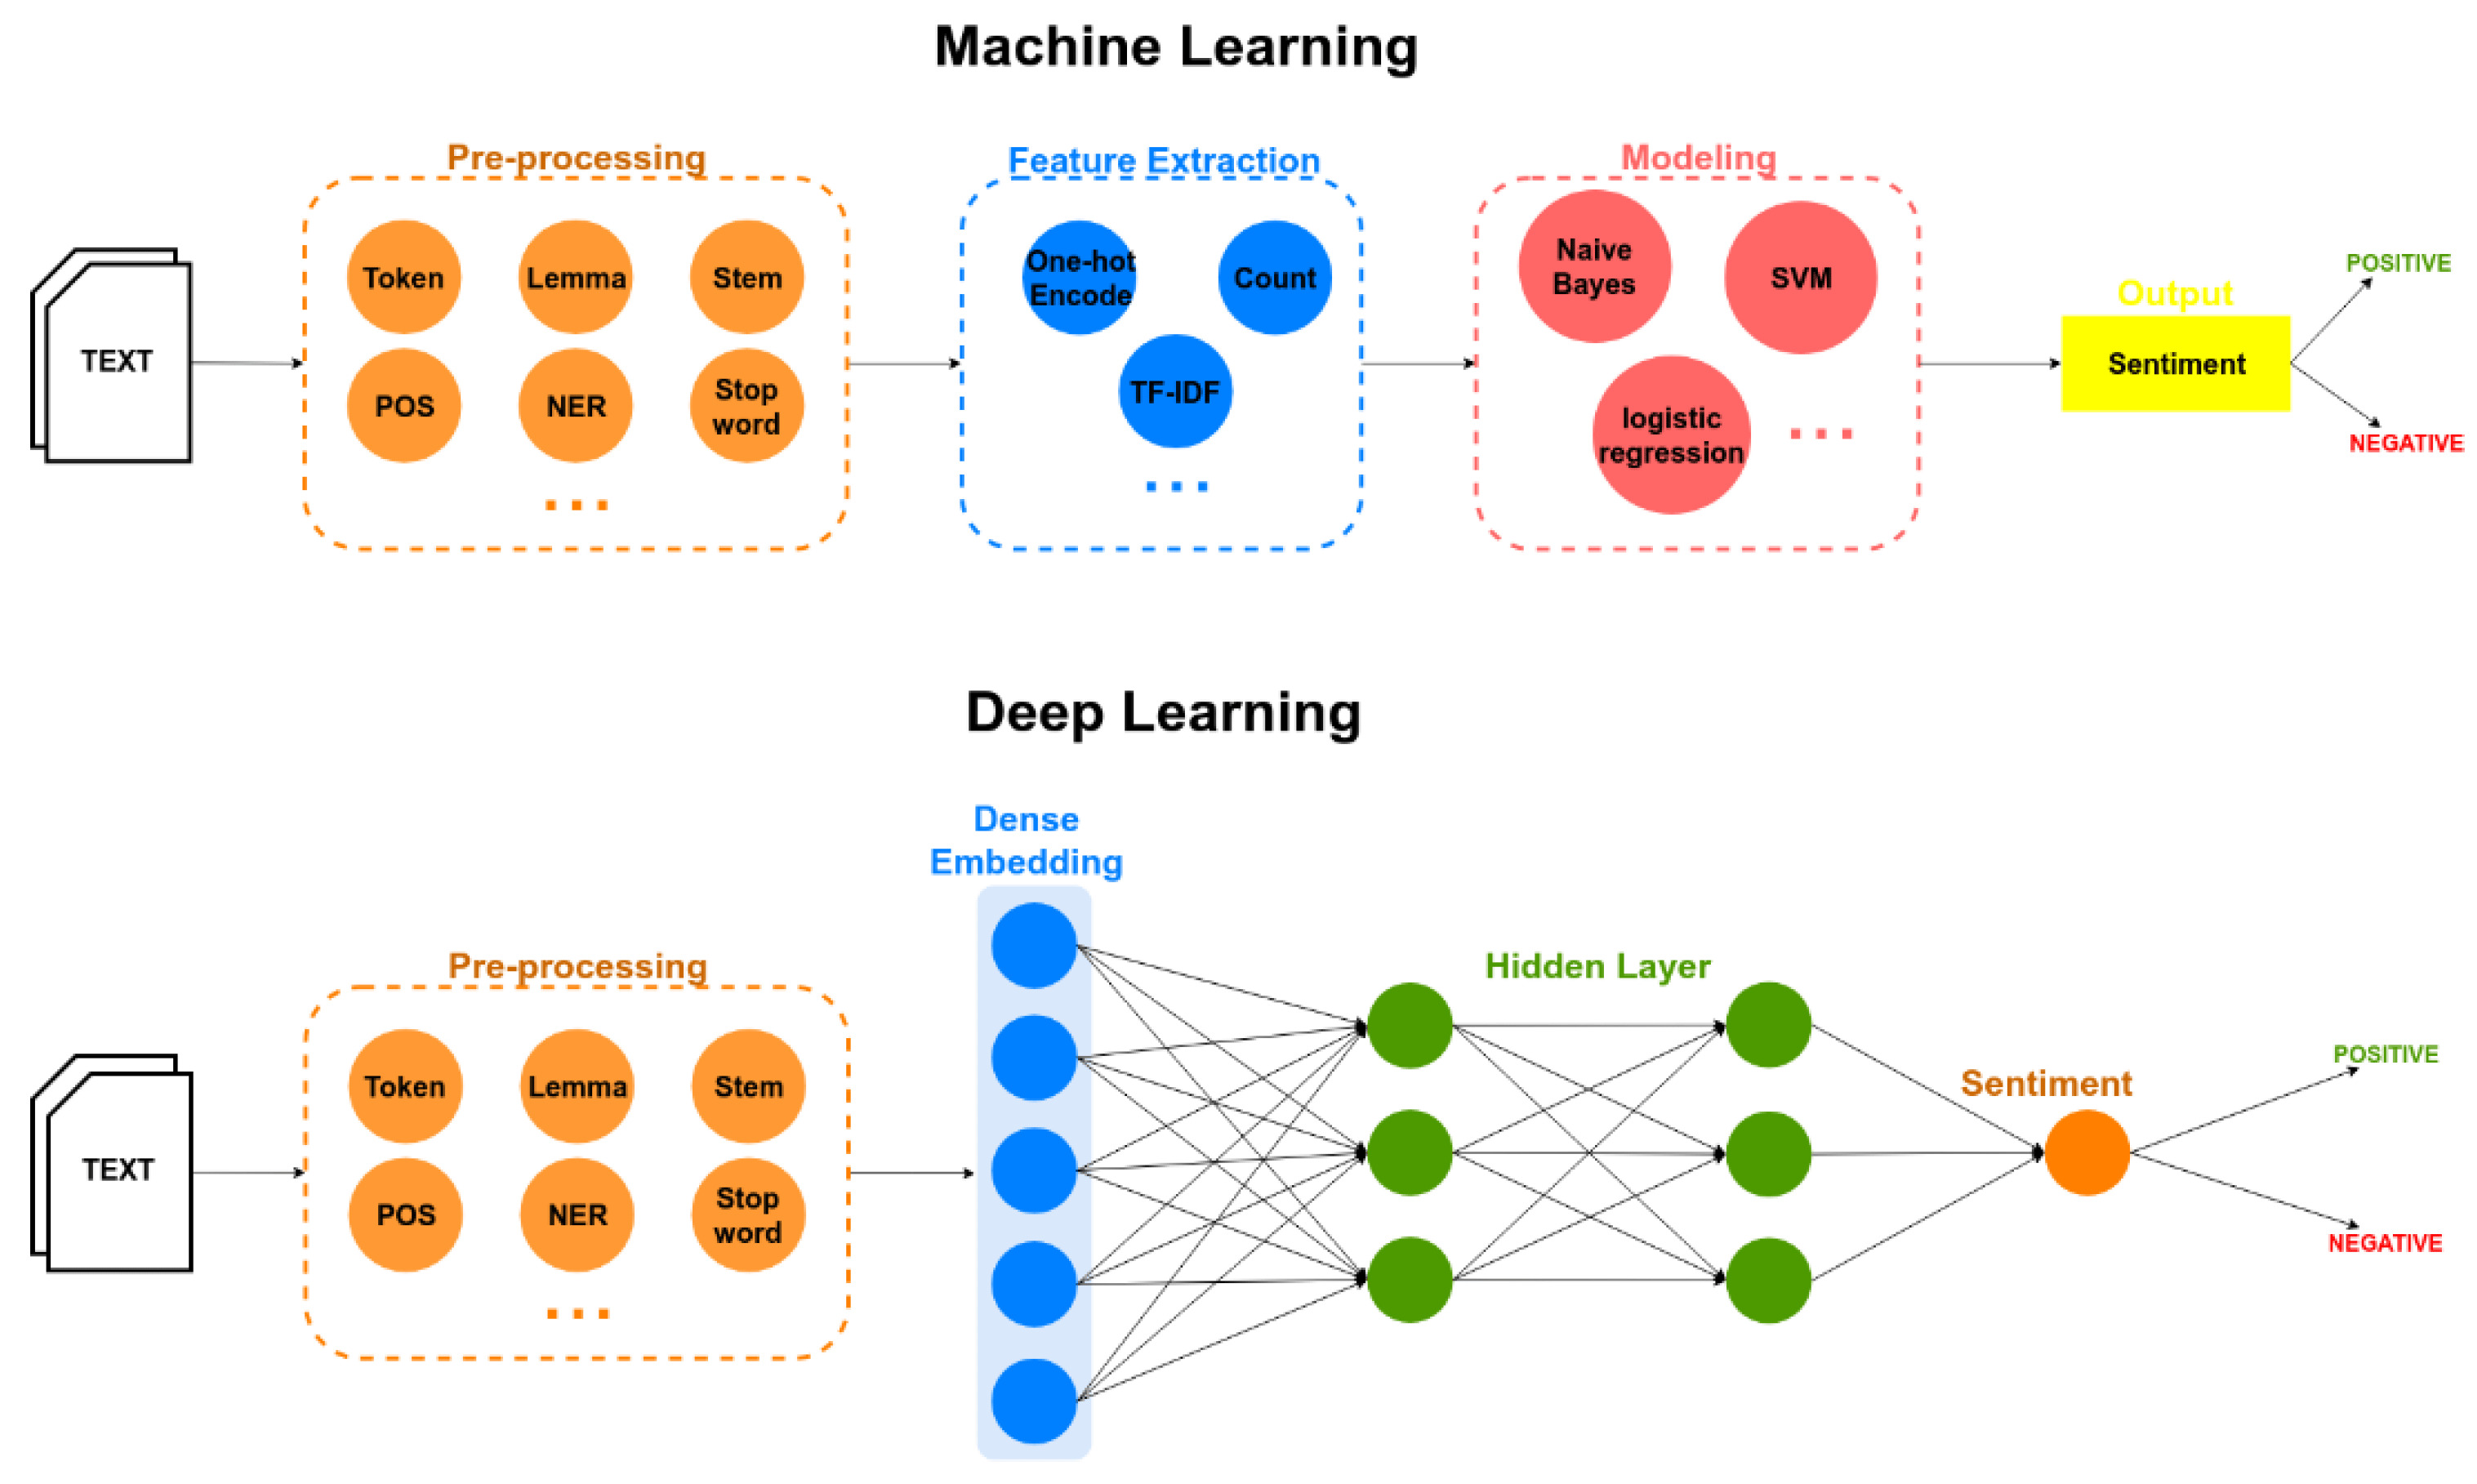 Machine Learning
Pre-processing
Feature Extraction
Modeling
TEXT
Token
Lemma
Stem
POS
NER
Stop
word
...
One-hot
Encode
Count
TF-IDF
...
Naive
Bayes
SVM
logistic
regression
...
Output
Sentiment
POSITIVE
NEGATIVE
Deep Learning
TEXT
Pre-processing
Token
Lemma
Stem
POS
NER
Stop
word
...
Dense
Embedding
Hidden Layer
Sentiment
POSITIVE
NEGATIVE